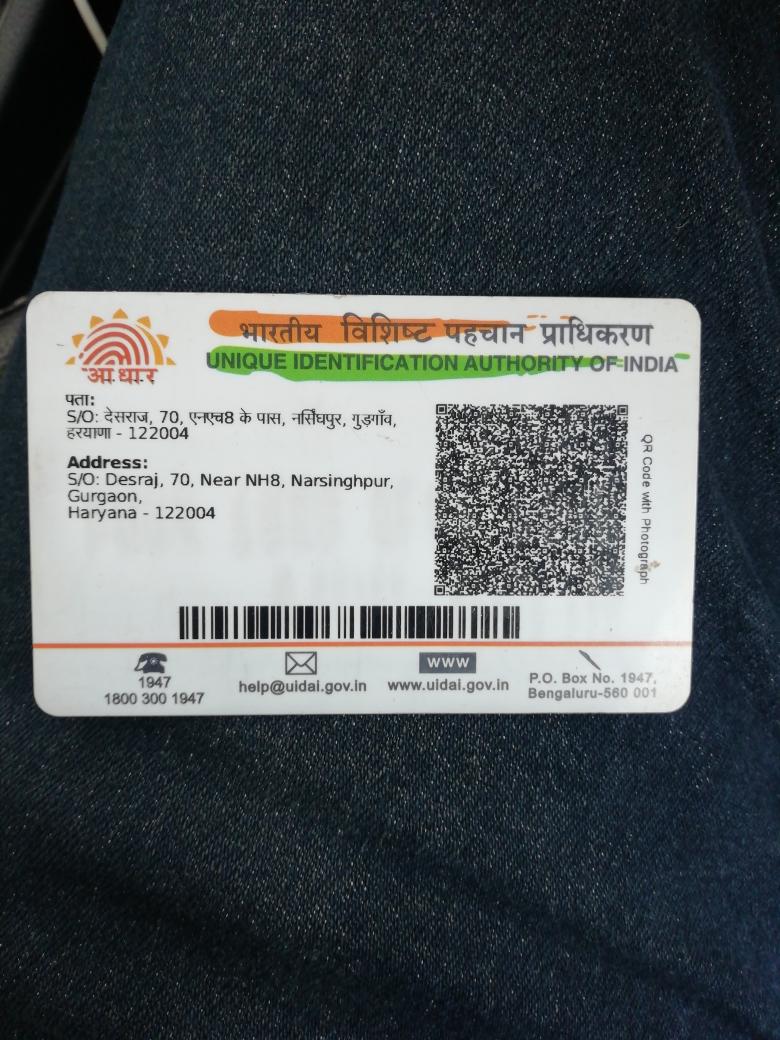 भारतीय विशिष्ट पहचान प्राधिकरण
UNIQUE IDENTIFICATION AUTHORITY OF INDIA
आधार
पता:
S/O: देसराज, 70, एनएच8 के पास, नर्सिंघपुर, गुड़गाँव,
हरयाणा - 122004
Address:
S/O: Desraj, 70, Near NH8, Narsinghpur,
Gurgaon,
Haryana - 122004
QR Code with Photograph
1947
1800 300 1947
help@uidai.gov.in
WWW
www.uidai.gov.in
P.O. Box No. 1947,
Bengaluru-560 001